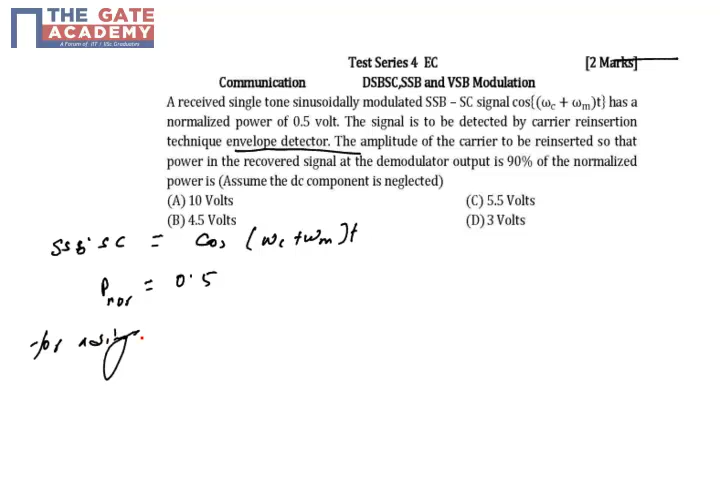 THE GATE
ACADEMY
A Forum of IIT / IISc Graduates
Test Series 4 EC [2 Marks]
Communication DSBSC,SSB and VSB Modulation
A received single tone sinusoidally modulated SSB – SC signal cos{(ωc + ωm)t} has a
normalized power of 0.5 volt. The signal is to be detected by carrier reinsertion
technique envelope detector. The amplitude of the carrier to be reinserted so that
power in the recovered signal at the demodulator output is 90% of the normalized
power is (Assume the dc component is neglected)
(A) 10 Volts (C) 5.5 Volts
(B) 4.5 Volts (D) 3 Volts
SSB SC = Cos (ωc + ωm)t
Pnor = 0.5
for